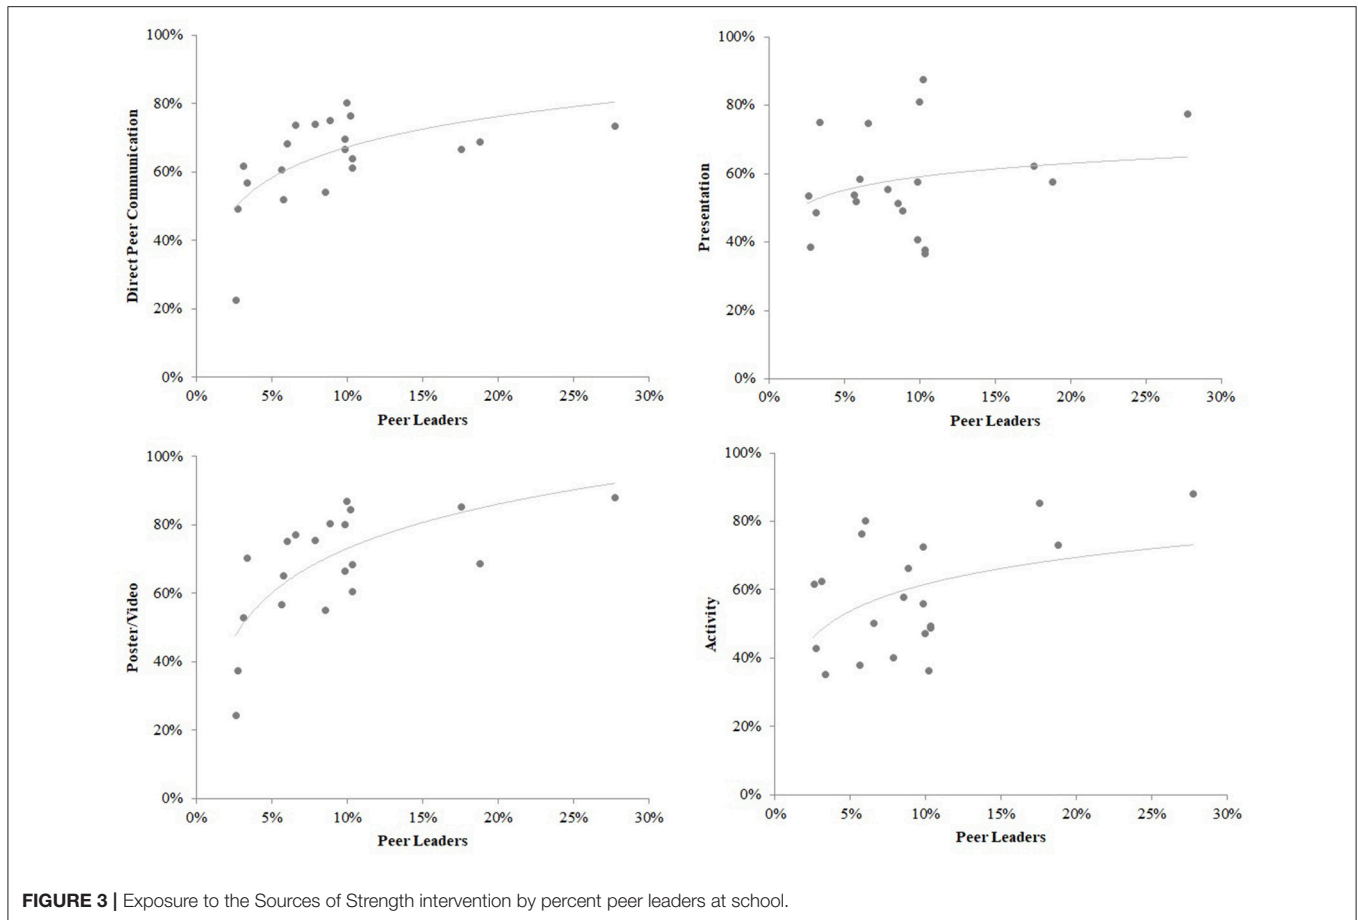 100%
80%
60%
40%
20%
0%
Direct Peer Communication
0% 5% 10% 15% 20% 25% 30%
Peer Leaders
100%
80%
60%
40%
20%
0%
Presentation
0% 5% 10% 15% 20% 25% 30%
Peer Leaders
100%
80%
60%
40%
20%
0%
Poster/Video
0% 5% 10% 15% 20% 25% 30%
Peer Leaders
100%
80%
60%
40%
20%
0%
Activity
0% 5% 10% 15% 20% 25% 30%
Peer Leaders
FIGURE 3 | Exposure to the Sources of Strength intervention by percent peer leaders at school.